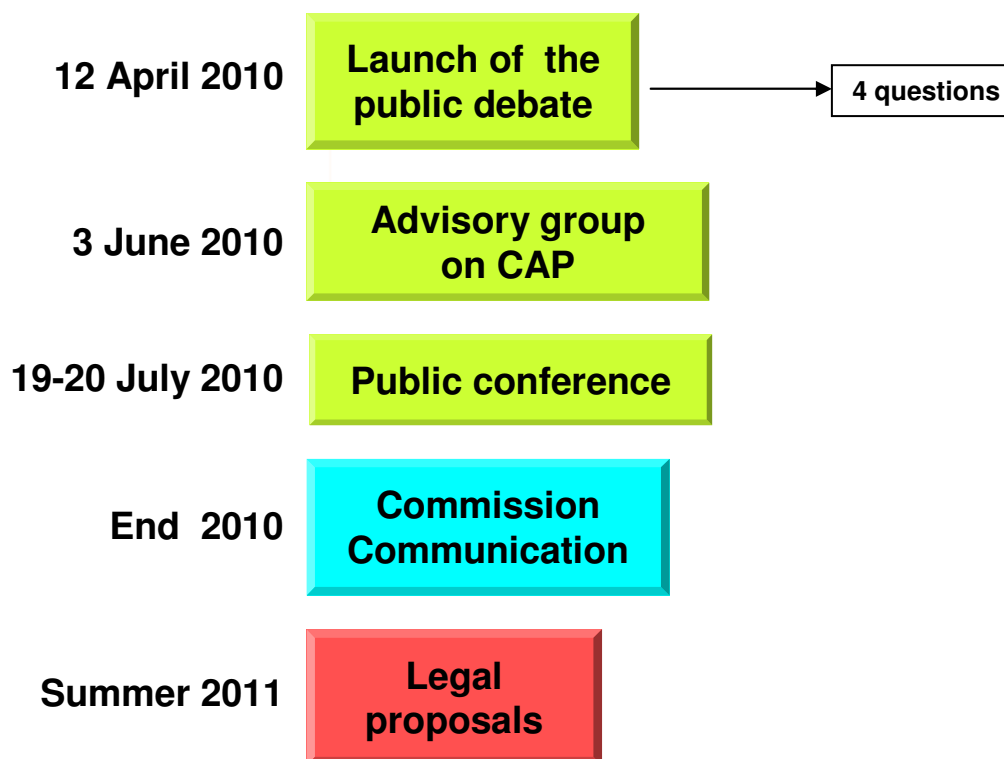 12 April 2010
Launch of the
public debate
4 questions
3 June 2010
Advisory group
on CAP
19-20 July 2010
Public conference
End 2010
Commission
Communication
Summer 2011
Legal
proposals